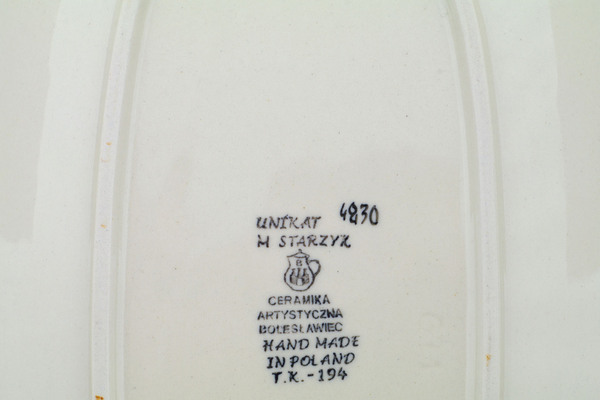 UNIKAT 4830
M STARZYK
B
CERAMIKA
ARTYSTYCZNA
BOLESŁAWIEC
HAND MADE
IN POLAND
T.K.-194